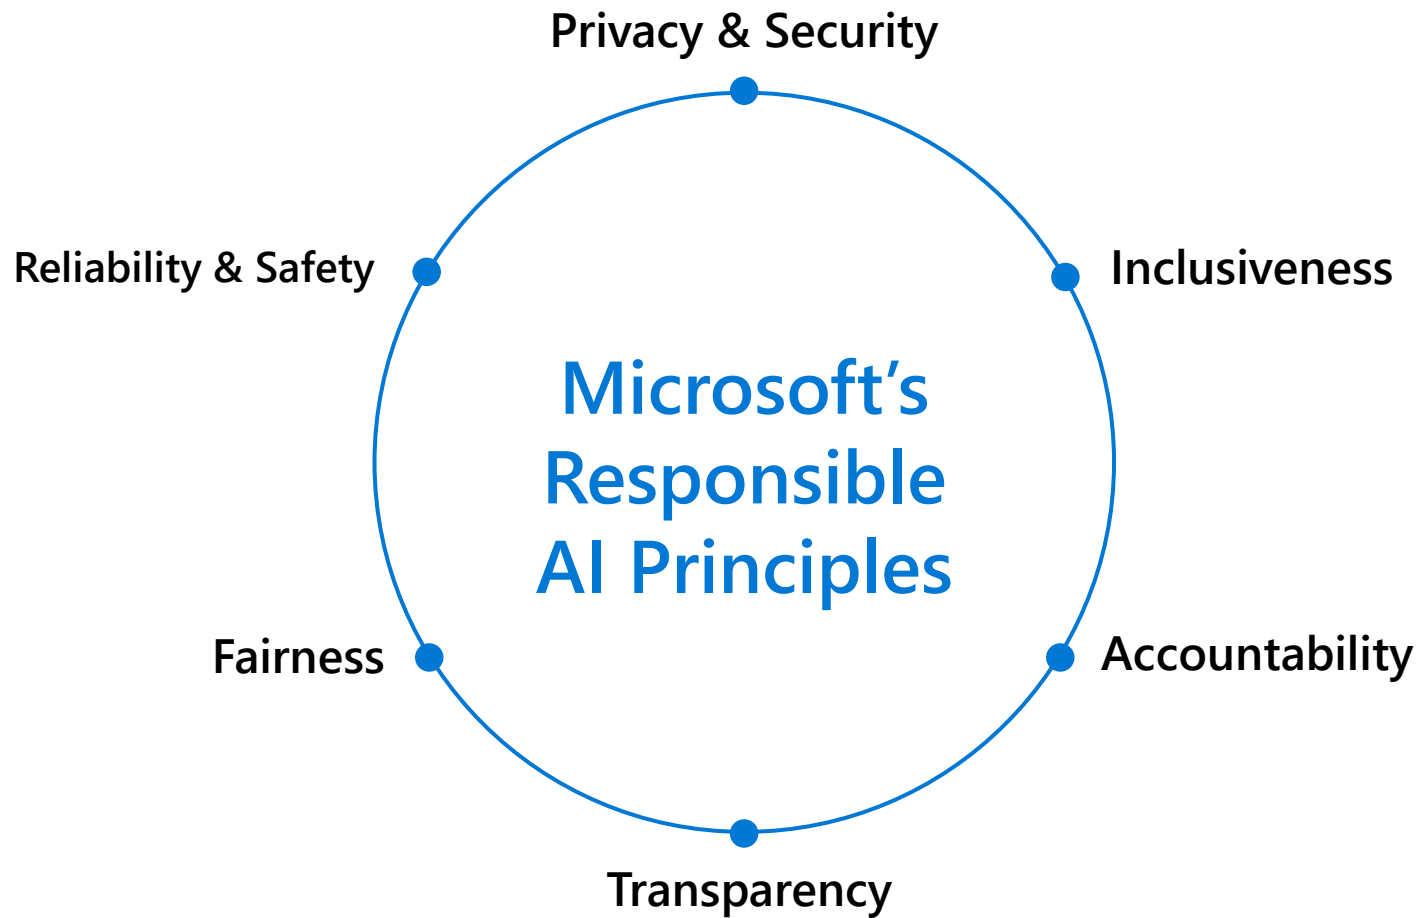 Privacy & Security
Reliability & Safety
Inclusiveness
Microsoft’s
Responsible
AI Principles
Fairness
Accountability
Transparency